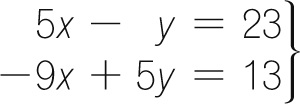 5x − y = 23
−9x + 5y = 13